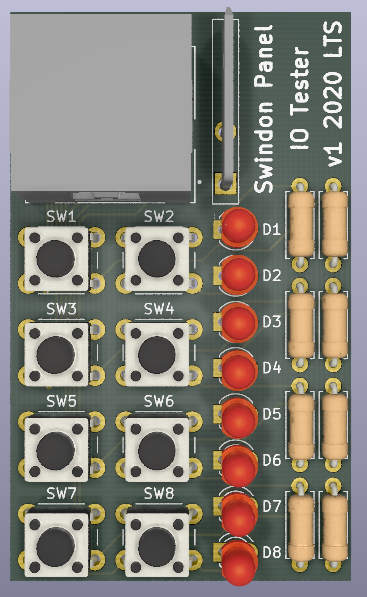 Swindon Panel
IO Tester
v1 2020 LTS
SW1 SW2
D1
D2
SW3 SW4
D3
D4
SW5 SW6
D5
D6
SW7 SW8
D7
D8